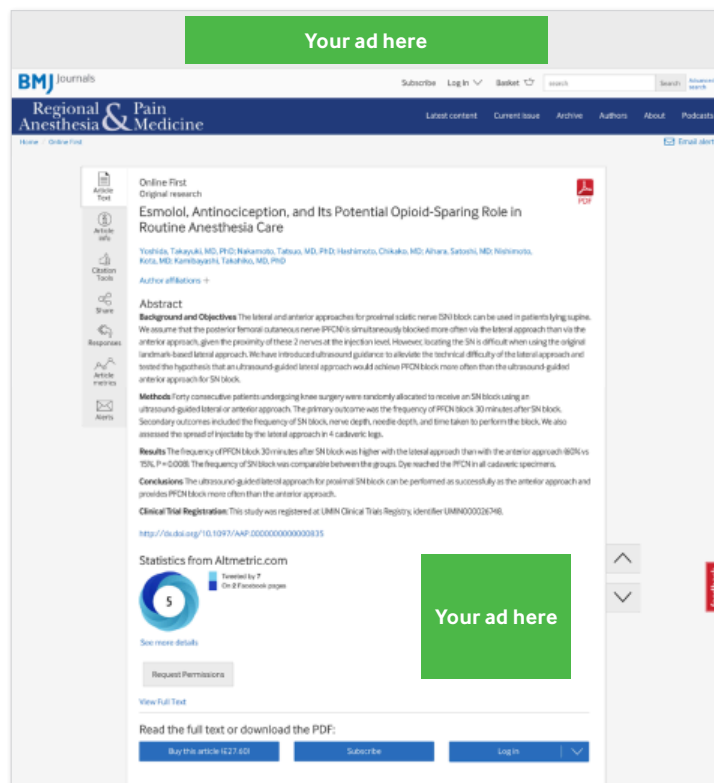 Your ad here
BMJ Journals
Subscribe Log In Basket search Search Advanced search
Regional & Pain
Anesthesia Medicine
Latest content Current issue Archive Authors About Podcasts
Home / Online First
Email alert
Article Text
Article info
Citation Tools
Share
Responses
Article metrics
Alerts
Online First
Original research
PDF
Esmolol, Antinociception, and Its Potential Opioid-Sparing Role in
Routine Anesthesia Care
Yoshida, Takayuki, MD, PhD; Nakamoto, Tatsuo, MD, PhD; Hashimoto, Chikako, MD; Aihara, Satoshi, MD; Nishimoto,
Kota, MD; Kamibayashi, Takahiko, MD, PhD
Author affiliations +
Abstract
Background and Objectives The lateral and anterior approaches for proximal sciatic nerve (SN) block can be used in patients lying supine.
We assume that the posterior femoral cutaneous nerve (PFCN) is simultaneously blocked more often via the lateral approach than via the
anterior approach, given the proximity of these 2 nerves at the injection level. However, locating the SN is difficult when using the original
landmark-based lateral approach. We have introduced ultrasound guidance to alleviate the technical difficulty of the lateral approach and
tested the hypothesis that an ultrasound-guided lateral approach would achieve PFCN block more often than the ultrasound-guided
anterior approach for SN block.
Methods Forty consecutive patients undergoing knee surgery were randomly allocated to receive an SN block using an
ultrasound-guided lateral or anterior approach. The primary outcome was the frequency of PFCN block 30 minutes after SN block.
Secondary outcomes included the frequency of SN block, nerve depth, needle depth, and time taken to perform the block. We also
assessed the spread of injectate by the lateral approach in 4 cadaveric legs.
Results The frequency of PFCN block 30 minutes after SN block was higher with the lateral approach than with the anterior approach (60% vs
15%, P = 0.008). The frequency of SN block was comparable between the groups. Dye reached the PFCN in all cadaveric specimens.
Conclusions The ultrasound-guided lateral approach for proximal SN block can be performed as successfully as the anterior approach and
provides PFCN block more often than the anterior approach.
Clinical Trial Registration: This study was registered at UMIN Clinical Trials Registry, identifier UMIN000026748.
http://dx.doi.org/10.1097/AAP.0000000000000835
Statistics from Altmetric.com
5
Tweeted by 7
On 2 Facebook pages
See more details
Your ad here
Request Permissions
View Full Text
Read the full text or download the PDF:
Buy this article (£27.60) Subscribe Log in